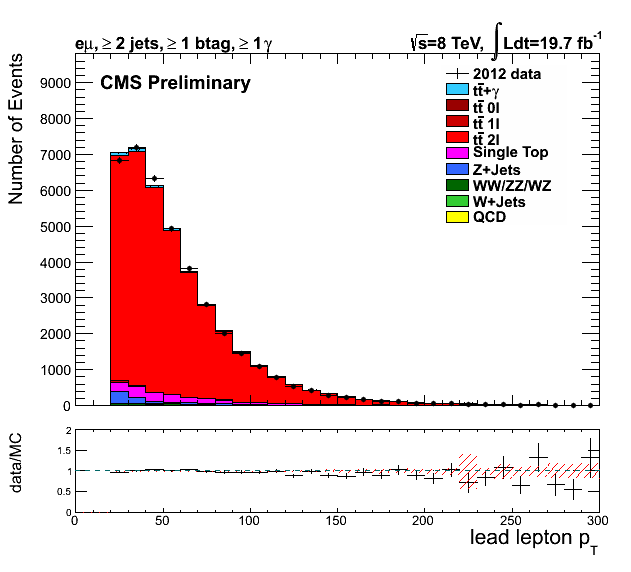 eμ, ≥ 2 jets, ≥ 1 btag, ≥ 1 γ
√s=8 TeV, ∫Ldt=19.7 fb⁻¹
CMS Preliminary
2012 data
tt̄+γ
tt̄ 0l
tt̄ 1l
tt̄ 2l
Single Top
Z+Jets
WW/ZZ/WZ
W+Jets
QCD
Number of Events
9000
8000
7000
6000
5000
4000
3000
2000
1000
0
data/MC
2
1.5
1
0.5
0
0 50 100 150 200 250 300
lead lepton p_T